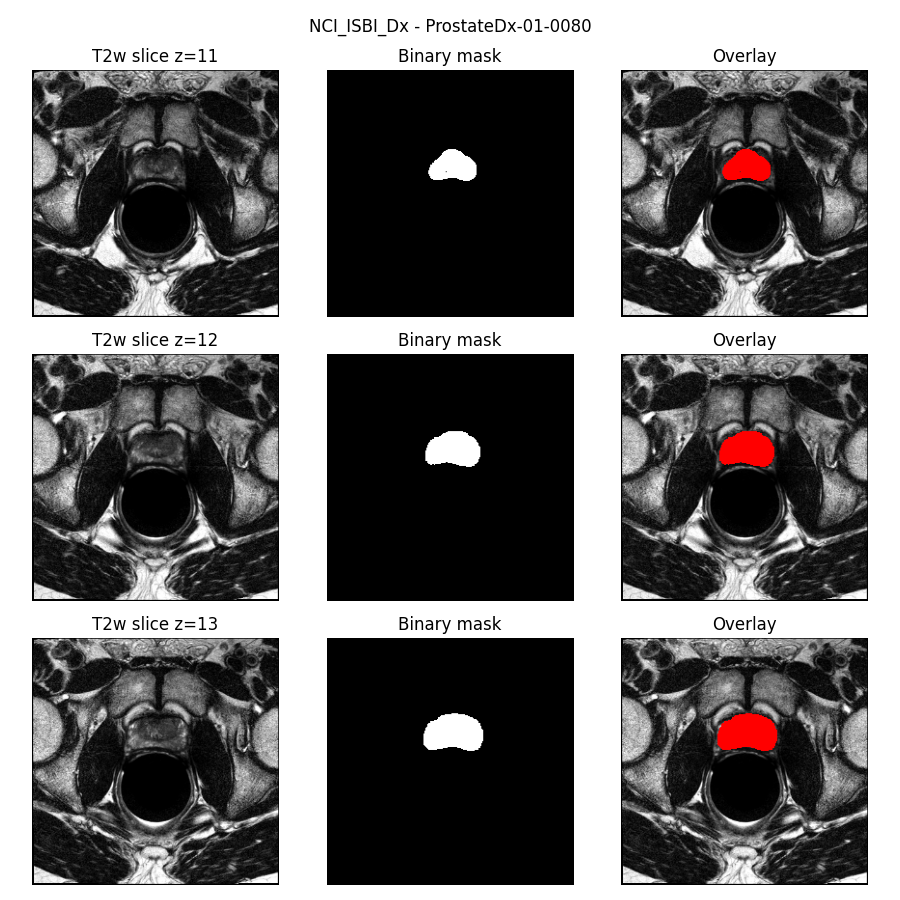 NCI_ISBI_Dx - ProstateDx-01-0080
T2w slice z=11
Binary mask
Overlay
T2w slice z=12
Binary mask
Overlay
T2w slice z=13
Binary mask
Overlay